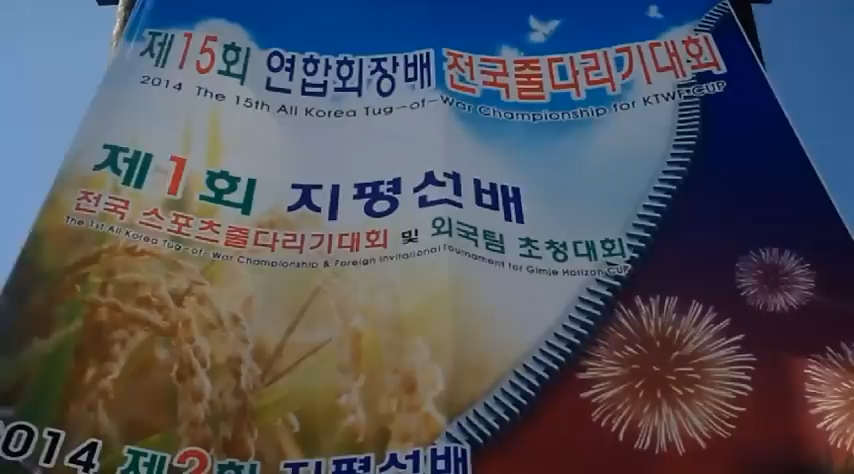 제15회 연합회장배 전국줄다리기대회
2014 The 15th All Korea Tug-of-War Championship for KTWF CUP
제1회 지평선배
전국 스포츠줄다리기대회 및 외국팀 초청대회
The 1st All Korea Tug-of-War Championship & Foreign Invitational Tournament for Gimje Horizon CUP
2014 제2회 지평선배